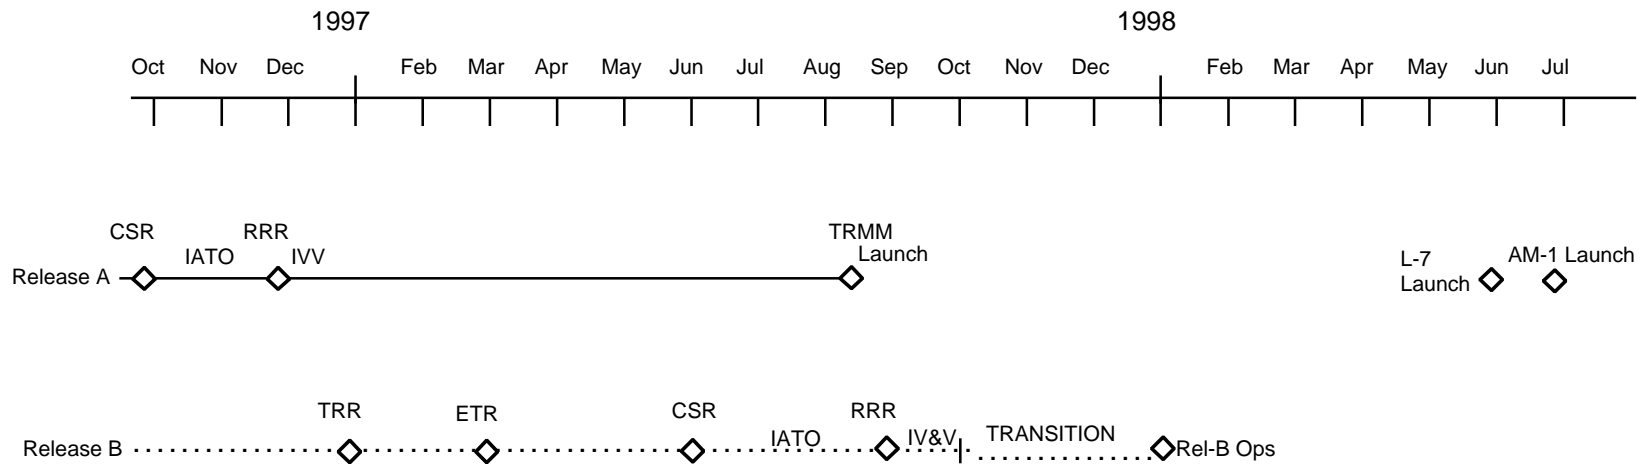 1997 1998
Oct Nov Dec Feb Mar Apr May Jun Jul Aug Sep Oct Nov Dec Feb Mar Apr May Jun Jul
CSR RRR TRMM
IATO IVV Launch L-7 AM-1 Launch
Release A Launch
TRR ETR CSR RRR
IATO IV&V TRANSITION
Release B Rel-B Ops